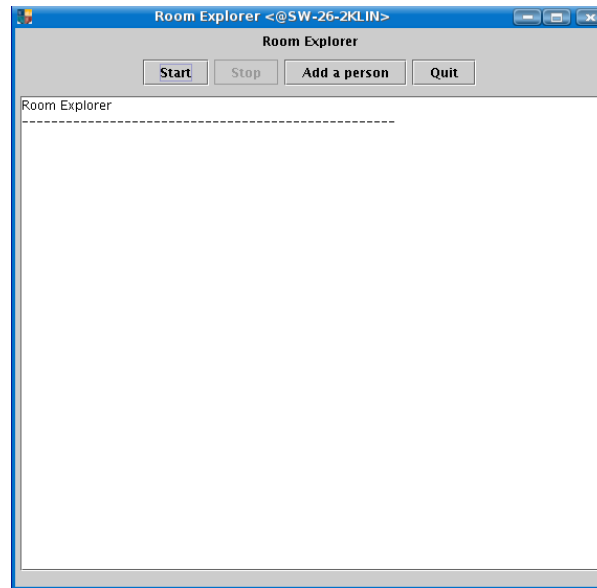 Room Explorer <@SW-26-2KLIN>
Room Explorer
Start Stop Add a person Quit
Room Explorer
---------------------------------------------------